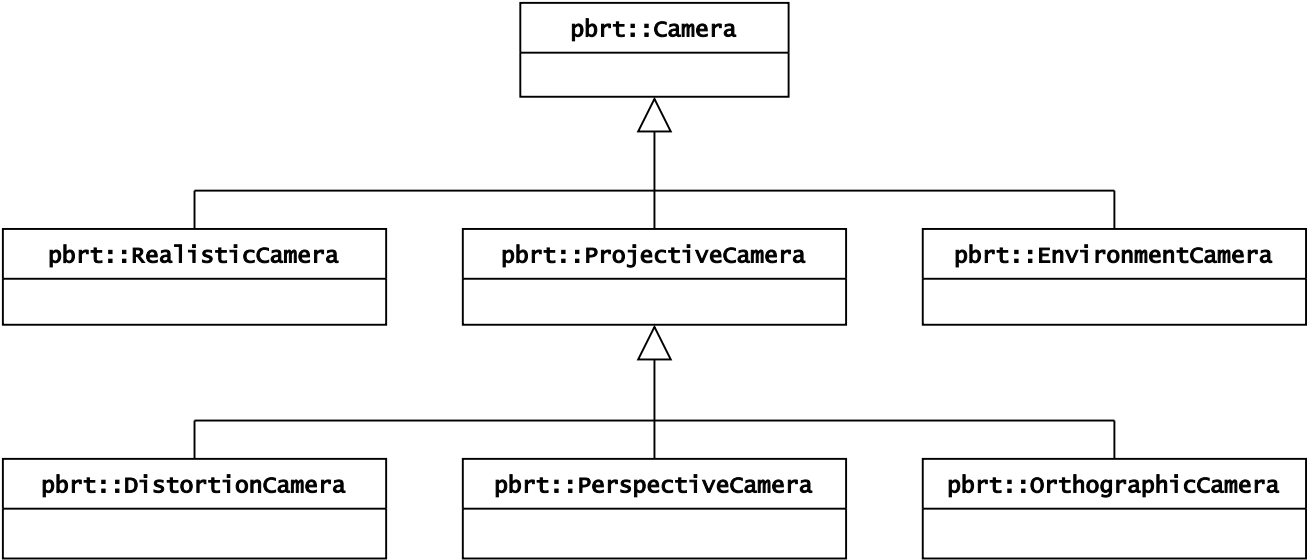 pbrt::Camera
pbrt::RealisticCamera
pbrt::ProjectiveCamera
pbrt::EnvironmentCamera
pbrt::DistortionCamera
pbrt::PerspectiveCamera
pbrt::OrthographicCamera